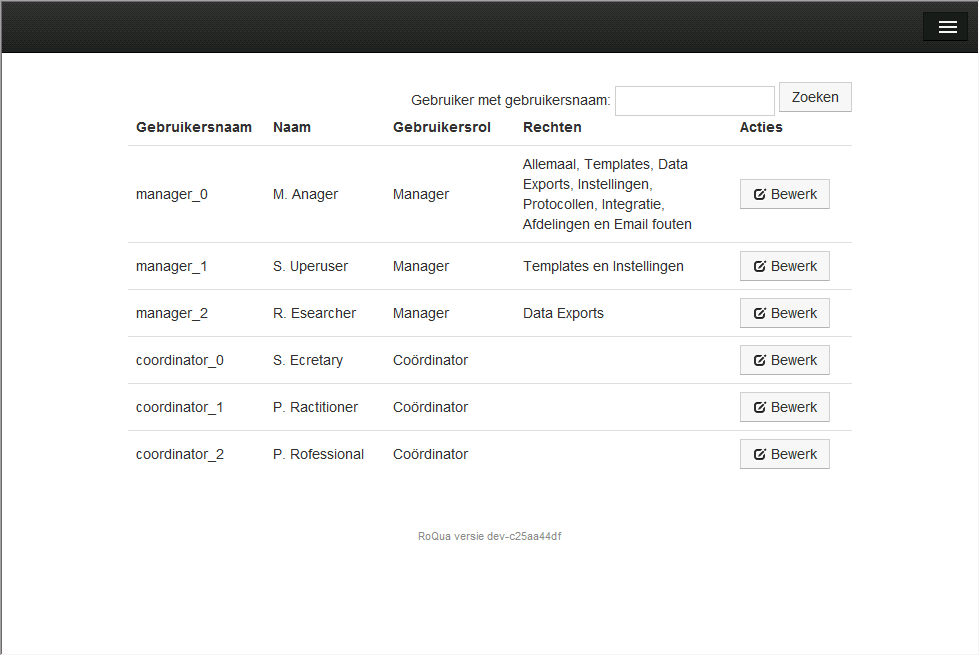 Gebruiker met gebruikersnaam: Zoeken
Gebruikersnaam Naam Gebruikersrol Rechten Acties
manager_0 M. Anager Manager Allemaal, Templates, Data
Exports, Instellingen,
Protocollen, Integratie,
Afdelingen en Email fouten Bewerk
manager_1 S. Uperuser Manager Templates en Instellingen Bewerk
manager_2 R. Esearcher Manager Data Exports Bewerk
coordinator_0 S. Ecretary Coördinator Bewerk
coordinator_1 P. Ractitioner Coördinator Bewerk
coordinator_2 P. Rofessional Coördinator Bewerk
RoQua versie dev-c25aa44df